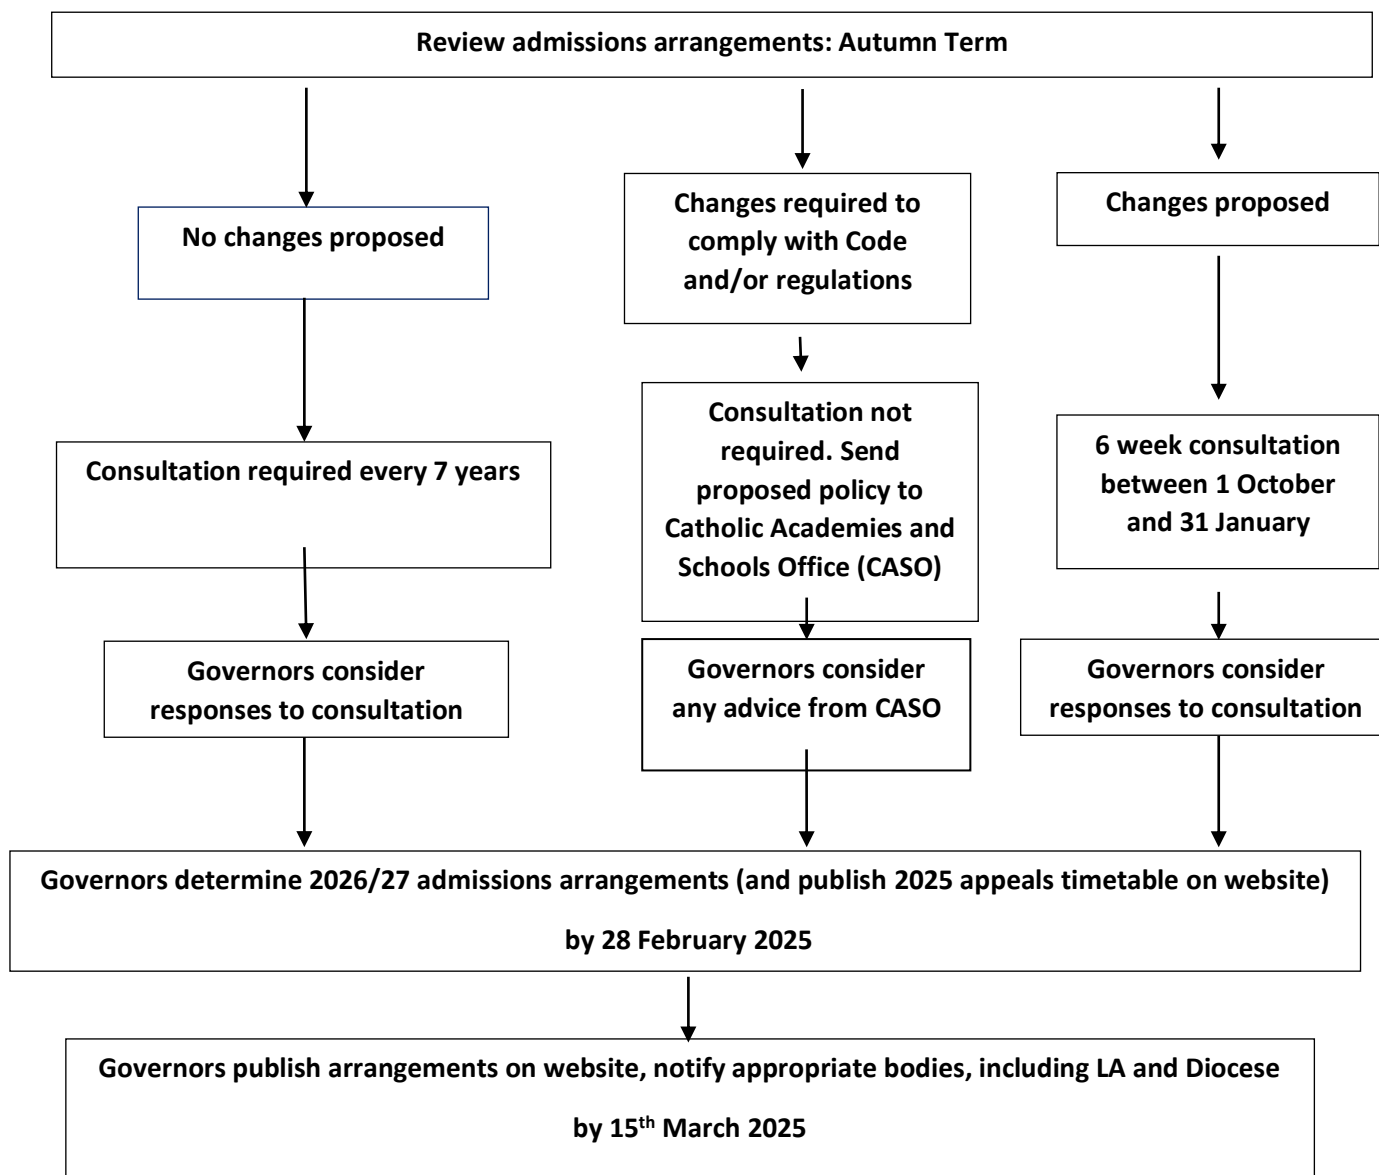 Review admissions arrangements: Autumn Term
No changes proposed
Changes required to
comply with Code
and/or regulations
Changes proposed
Consultation required every 7 years
Consultation not
required. Send
proposed policy to
Catholic Academies and
Schools Office (CASO)
6 week consultation
between 1 October
and 31 January
Governors consider
responses to consultation
Governors consider
any advice from CASO
Governors consider
responses to consultation
Governors determine 2026/27 admissions arrangements (and publish 2025 appeals timetable on website)
by 28 February 2025
Governors publish arrangements on website, notify appropriate bodies, including LA and Diocese
by 15th March 2025